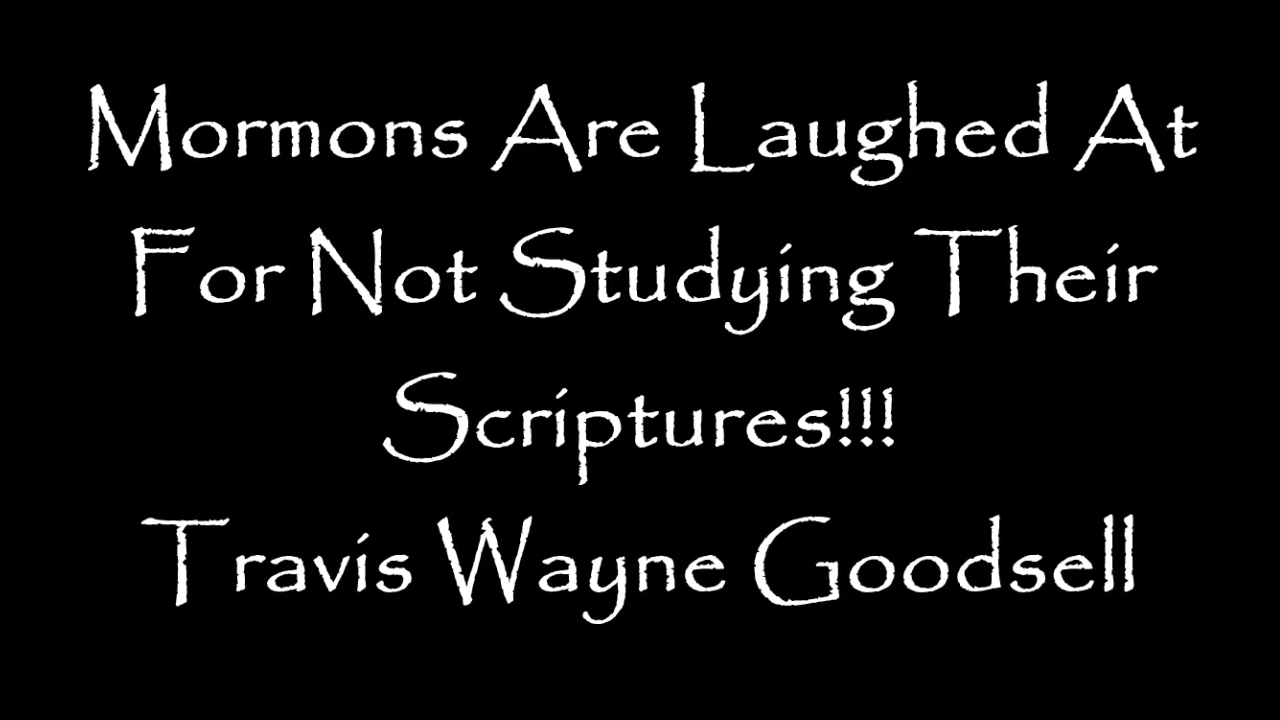 Mormons Are Laughed At
For Not Studying Their
Scriptures!!!
Travis Wayne Goodsell